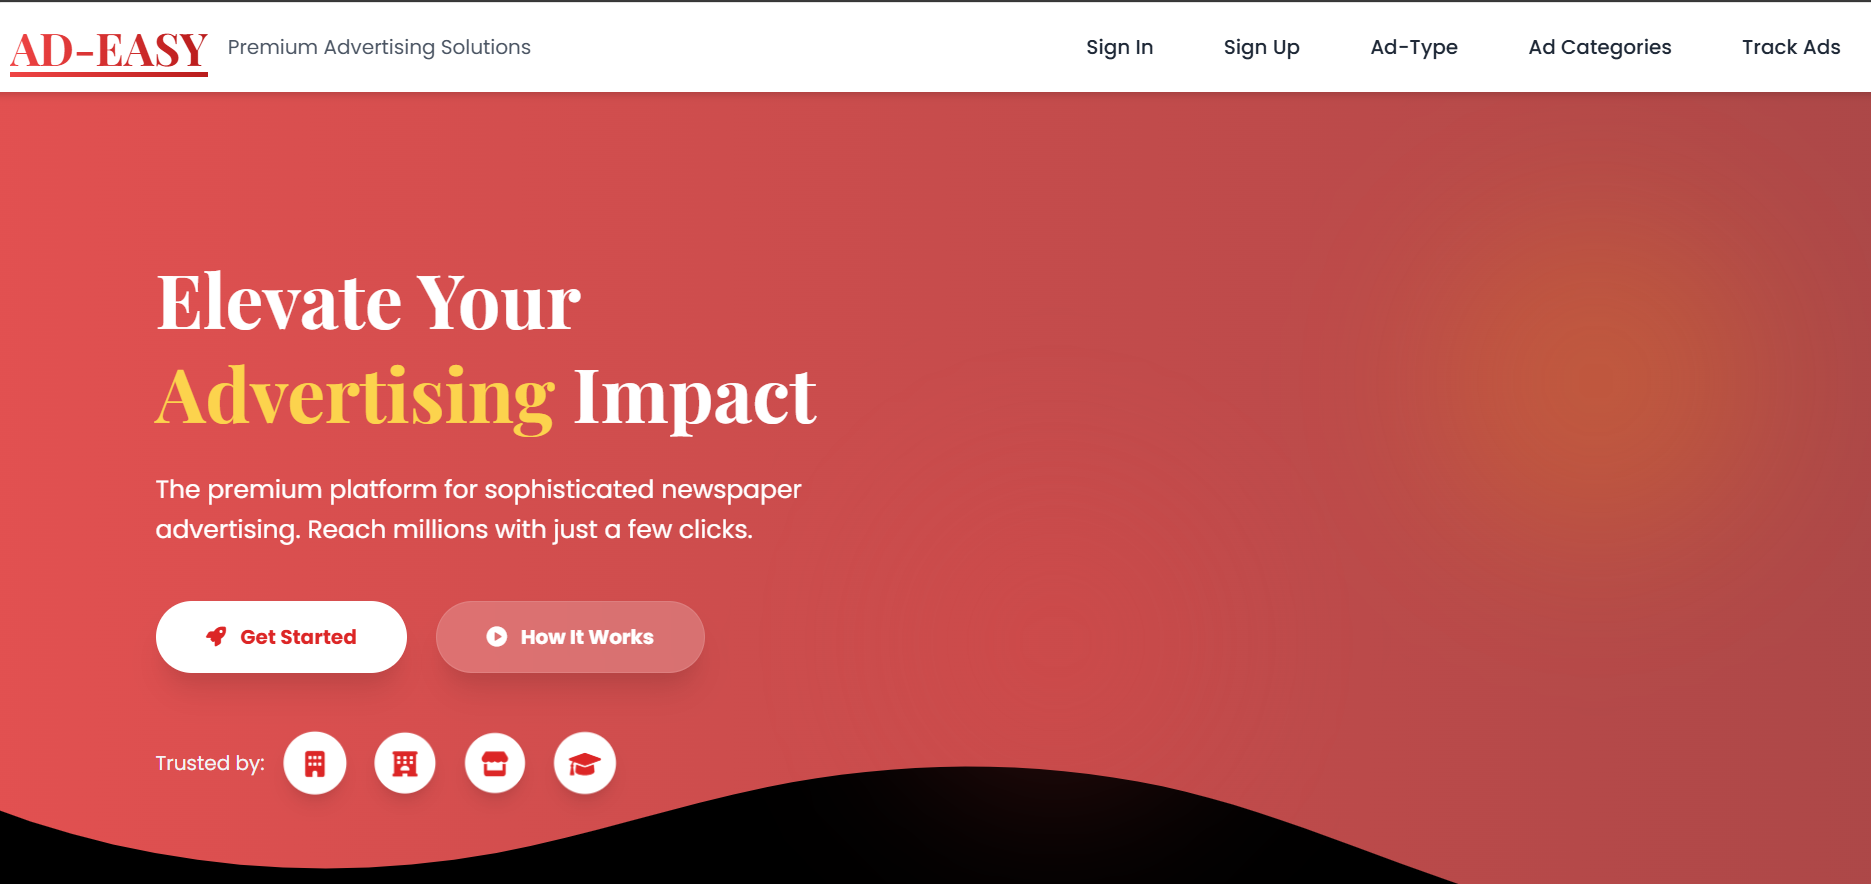 AD-EASY
Premium Advertising Solutions
Sign In
Sign Up
Ad-Type
Ad Categories
Track Ads
Elevate Your
Advertising Impact
The premium platform for sophisticated newspaper
advertising. Reach millions with just a few clicks.
Get Started
How It Works
Trusted by: